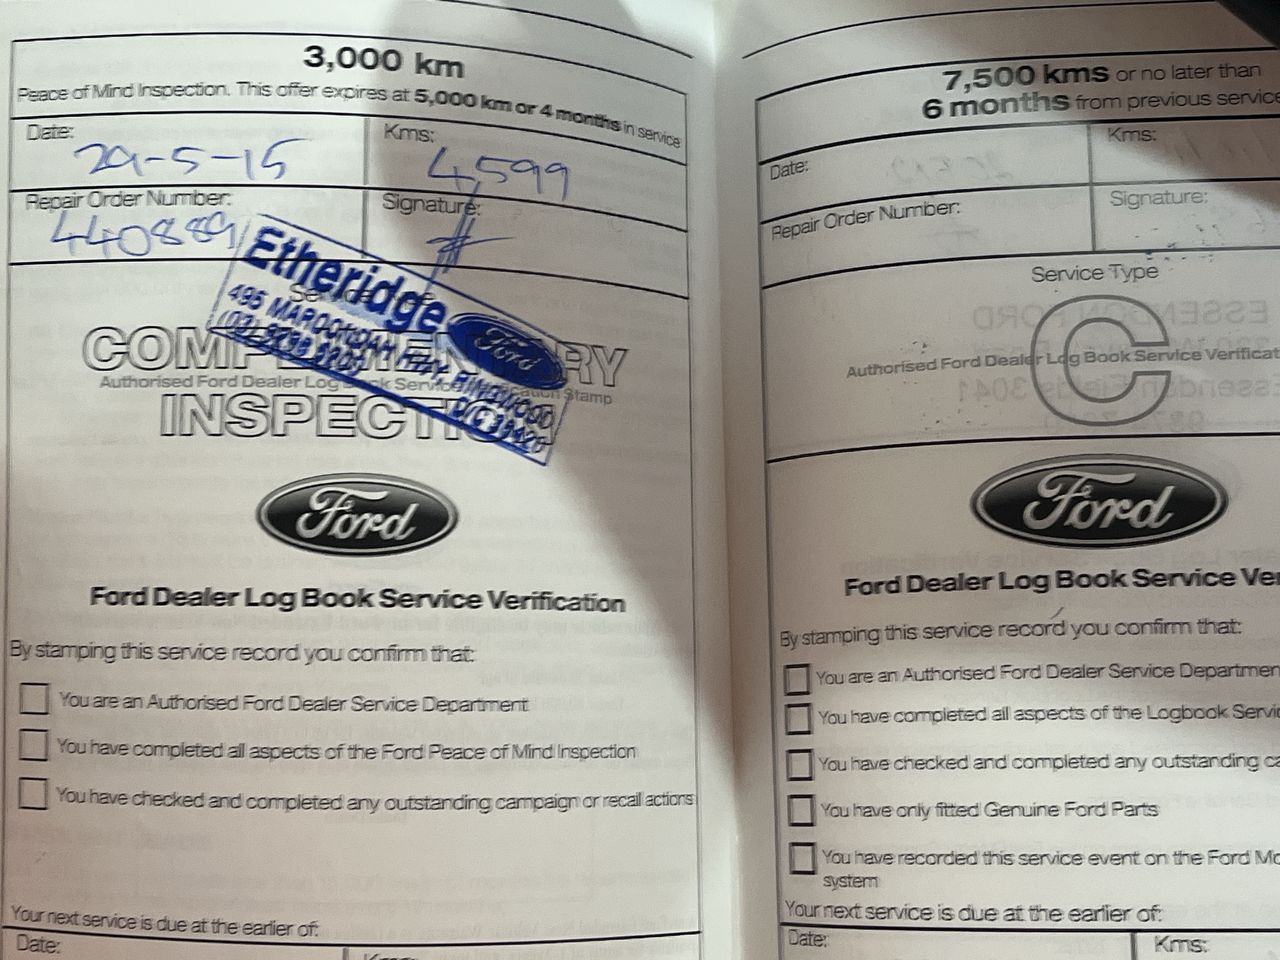 3,000 km
Peace of Mind Inspection. This offer expires at 5,000 km or 4 months in service
Date:
Kms:
29-5-15
4,599
Repair Order Number:
Signature:
440889
Etheridge
Ford
495 MAROONDAH HWY RINGWOOD
Service Type
COMPLIMENTARY
Authorised Ford Dealer Log Book Service Verification Stamp
INSPECTION
Ford
Ford Dealer Log Book Service Verification
By stamping this service record you confirm that:
You are an Authorised Ford Dealer Service Department
You have completed all aspects of the Ford Peace of Mind Inspection
You have checked and completed any outstanding campaign or recall actions
Your next service is due at the earlier of:
Date:
Kms:
7,500 kms or no later than
6 months from previous service
Date:
Kms:
Repair Order Number:
Signature:
Service Type
C
Authorised Ford Dealer Log Book Service Verificat
Ford
Ford Dealer Log Book Service Ver
By stamping this service record you confirm that:
You are an Authorised Ford Dealer Service Departmen
You have completed all aspects of the Logbook Servic
You have checked and completed any outstanding ca
You have only fitted Genuine Ford Parts
You have recorded this service event on the Ford Mo
system
Your next service is due at the earlier of:
Date:
Kms: